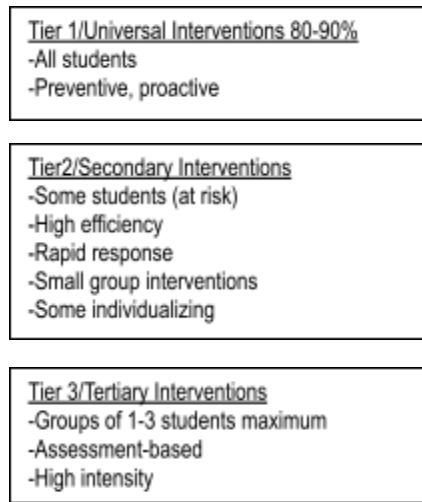 Tier 1/Universal Interventions 80-90%
-All students
-Preventive, proactive
Tier2/Secondary Interventions
-Some students (at risk)
-High efficiency
-Rapid response
-Small group interventions
-Some individualizing
Tier 3/Tertiary Interventions
-Groups of 1-3 students maximum
-Assessment-based
-High intensity